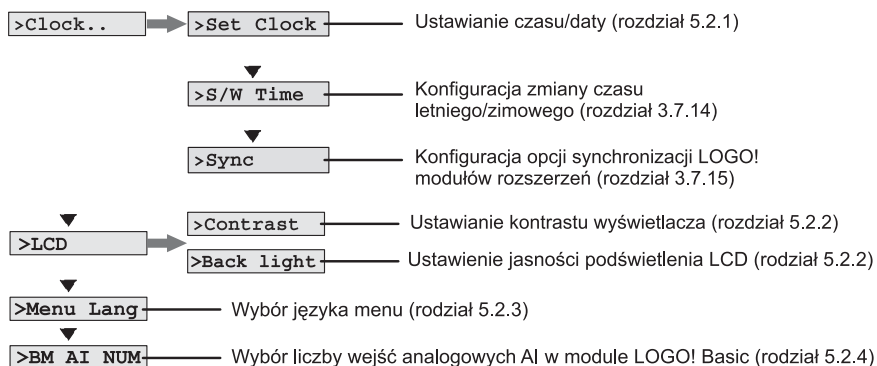 >Clock..
>Set Clock
Ustawianie czasu/daty (rozdział 5.2.1)
>S/W Time
Konfiguracja zmiany czasu
letniego/zimowego (rozdział 3.7.14)
>Sync
Konfiguracja opcji synchronizacji LOGO!
modułów rozszerzeń (rozdział 3.7.15)
>LCD
>Contrast
Ustawianie kontrastu wyświetlacza (rozdział 5.2.2)
>Back light
Ustawienie jasności podświetlenia LCD (rodział 5.2.2)
>Menu Lang
Wybór języka menu (rodział 5.2.3)
>BM AI NUM
Wybór liczby wejść analogowych AI w module LOGO! Basic (rodział 5.2.4)